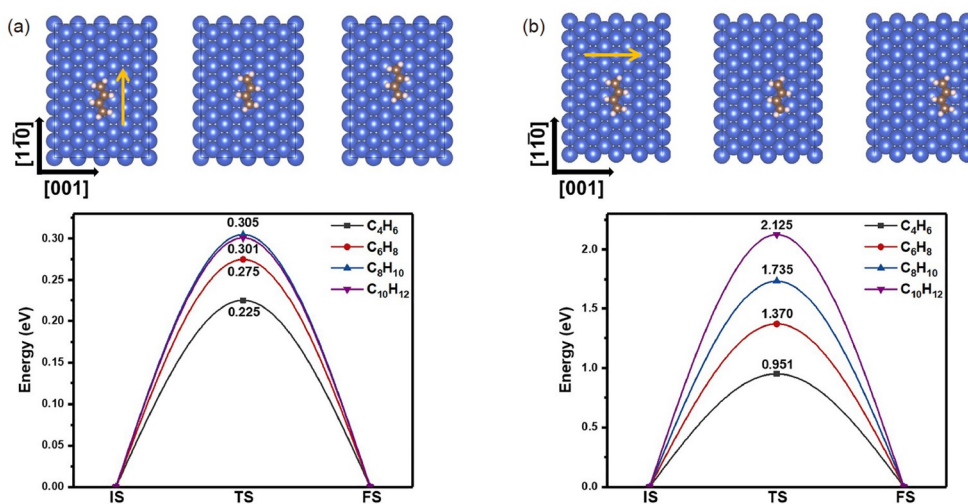 (a)
[11̄0]
[001]
0.30
0.25
0.20
0.15
0.10
0.05
0.00
Energy (eV)
0.305
0.301
0.275
0.225
C₄H₆
C₆H₈
C₈H₁₀
C₁₀H₁₂
IS
TS
FS
(b)
[11̄0]
[001]
2.0
1.5
1.0
0.5
0.0
Energy (eV)
2.125
1.735
1.370
0.951
C₄H₆
C₆H₈
C₈H₁₀
C₁₀H₁₂
IS
TS
FS